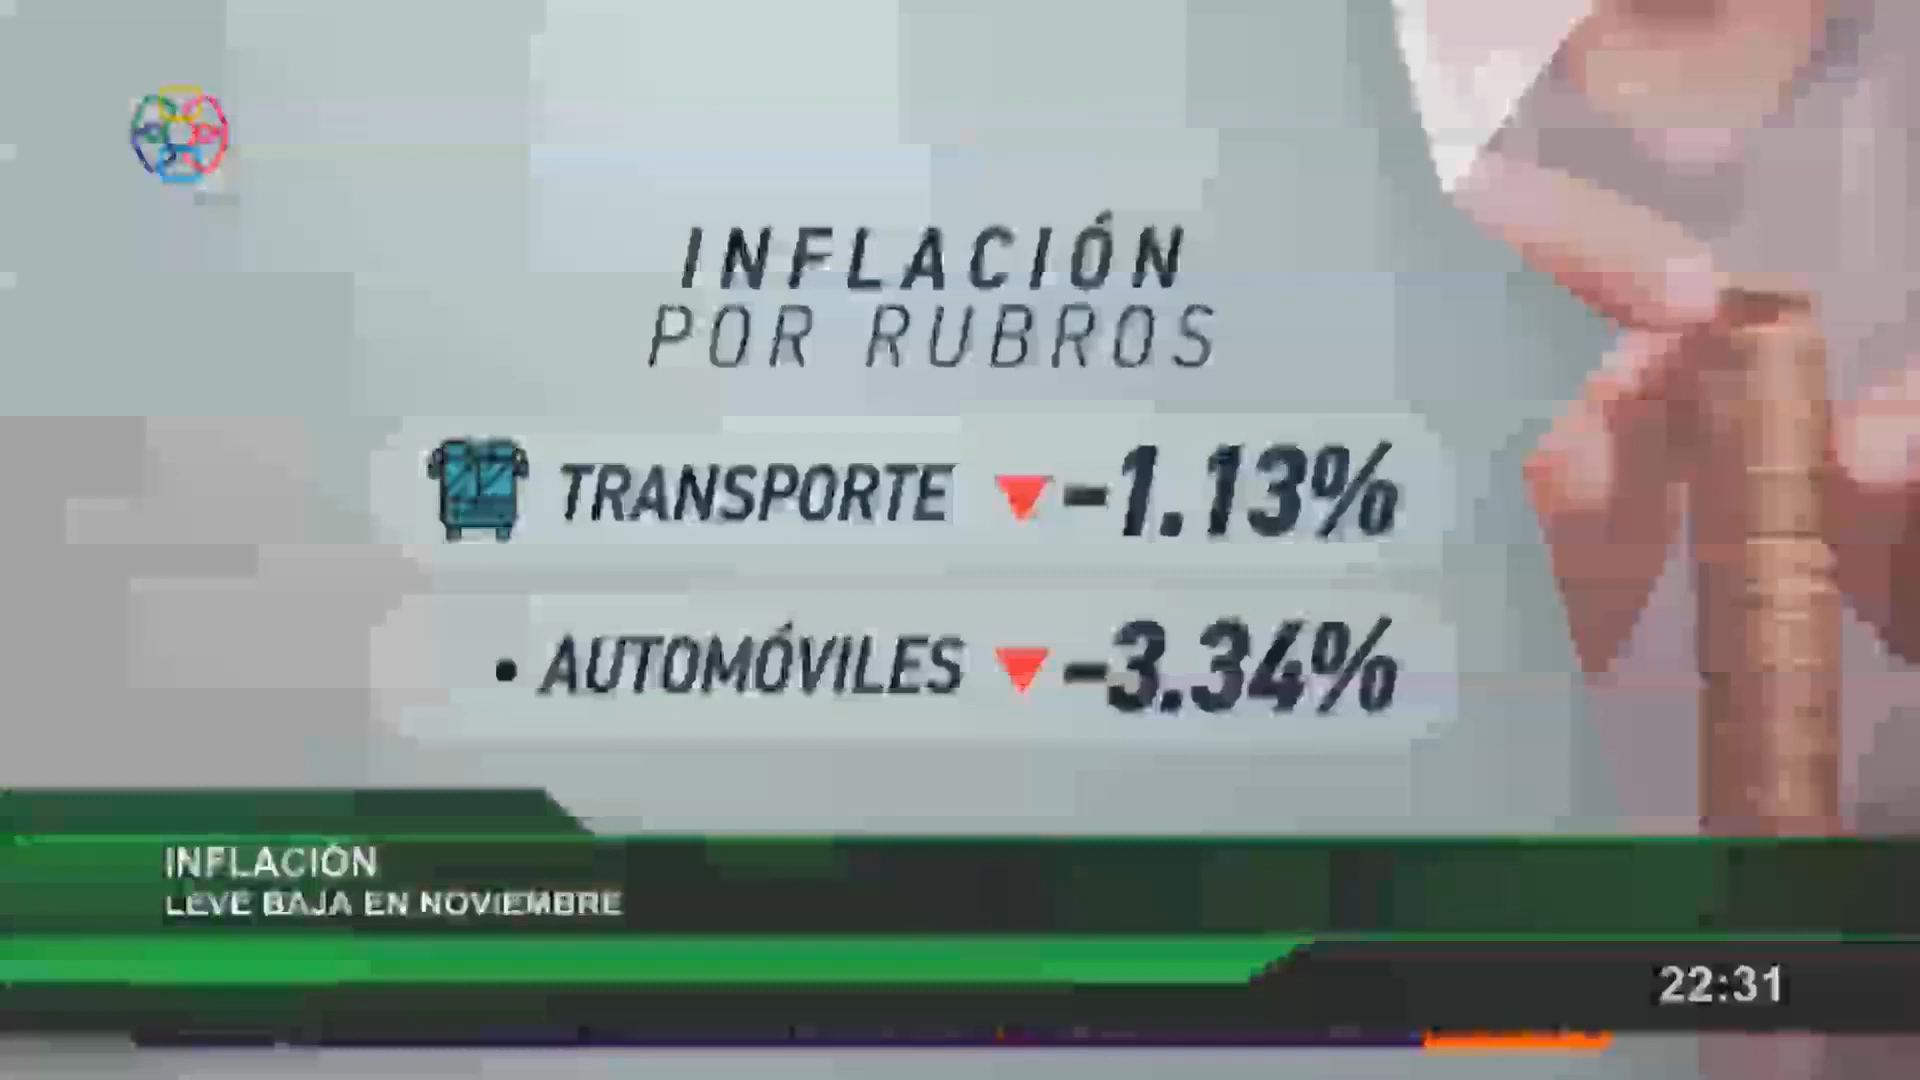 INFLACIÓN
POR RUBROS
TRANSPORTE -1.13%
• AUTOMÓVILES -3.34%
INFLACIÓN
LEVE BAJA EN NOVIEMBRE
22:31